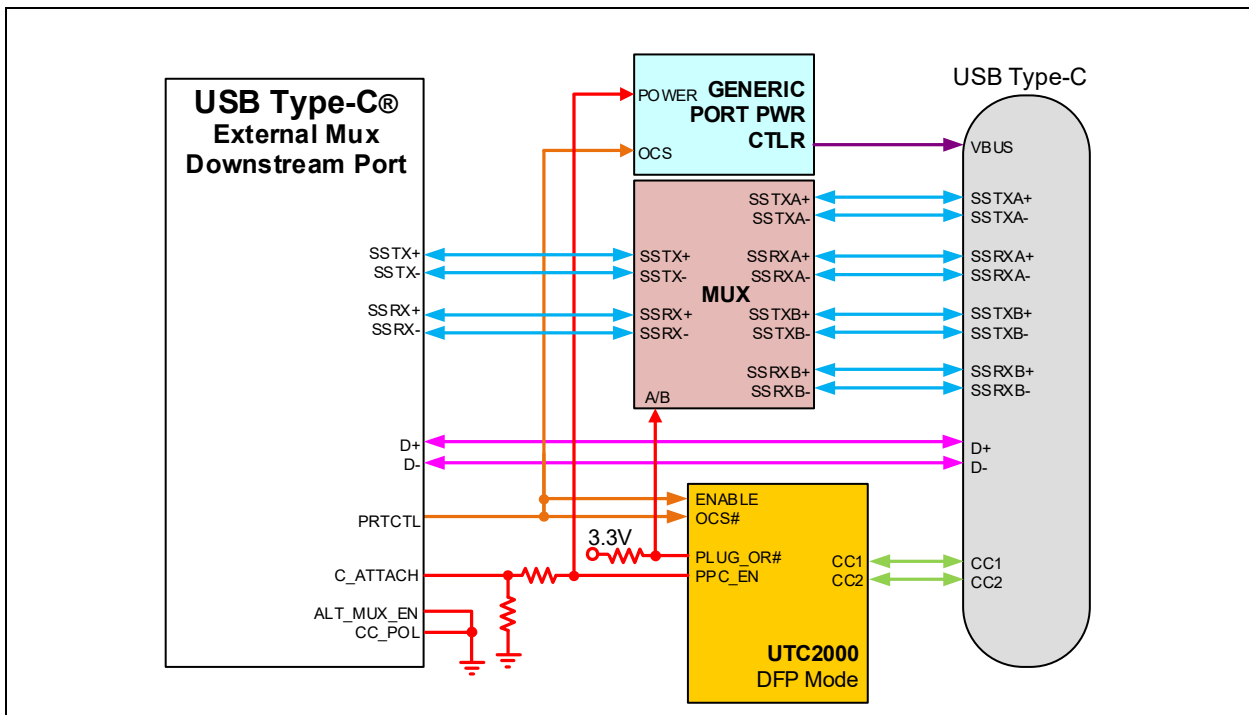 USB Type-C®
External Mux
Downstream Port
SSTX+
SSTX-
SSRX+
SSRX-
D+
D-
PRTCTL
C_ATTACH
ALT_MUX_EN
CC_POL
POWER
OCS
GENERIC
PORT PWR
CTLR
SSTX+
SSTX-
SSRX+
SSRX-
MUX
A/B
SSTXA+
SSTXA-
SSRXA+
SSRXA-
SSTXB+
SSTXB-
SSRXB+
SSRXB-
3.3V
ENABLE
OCS#
PLUG_OR#
PPC_EN
CC1
CC2
UTC2000
DFP Mode
USB Type-C
VBUS
SSTXA+
SSTXA-
SSRXA+
SSRXA-
SSTXB+
SSTXB-
SSRXB+
SSRXB-
D+
D-
CC1
CC2